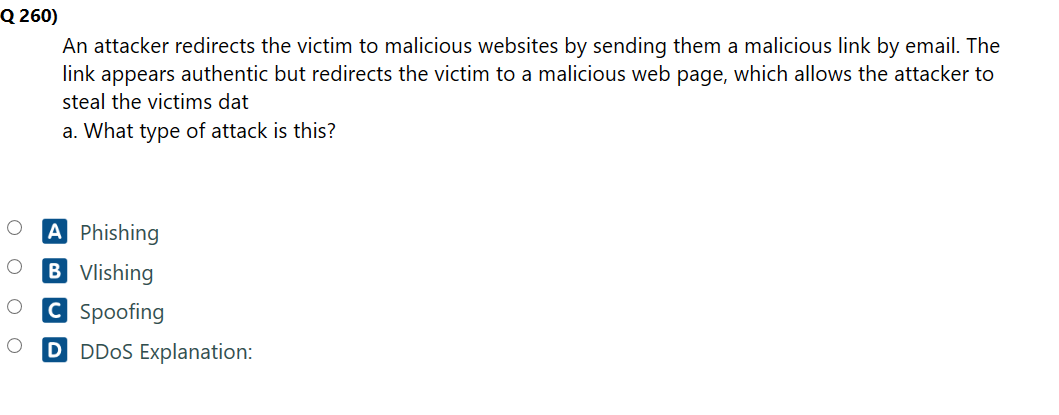 Q 260)
An attacker redirects the victim to malicious websites by sending them a malicious link by email. The
link appears authentic but redirects the victim to a malicious web page, which allows the attacker to
steal the victims dat
a. What type of attack is this?
A Phishing
B Vlishing
C Spoofing
D DDoS Explanation: